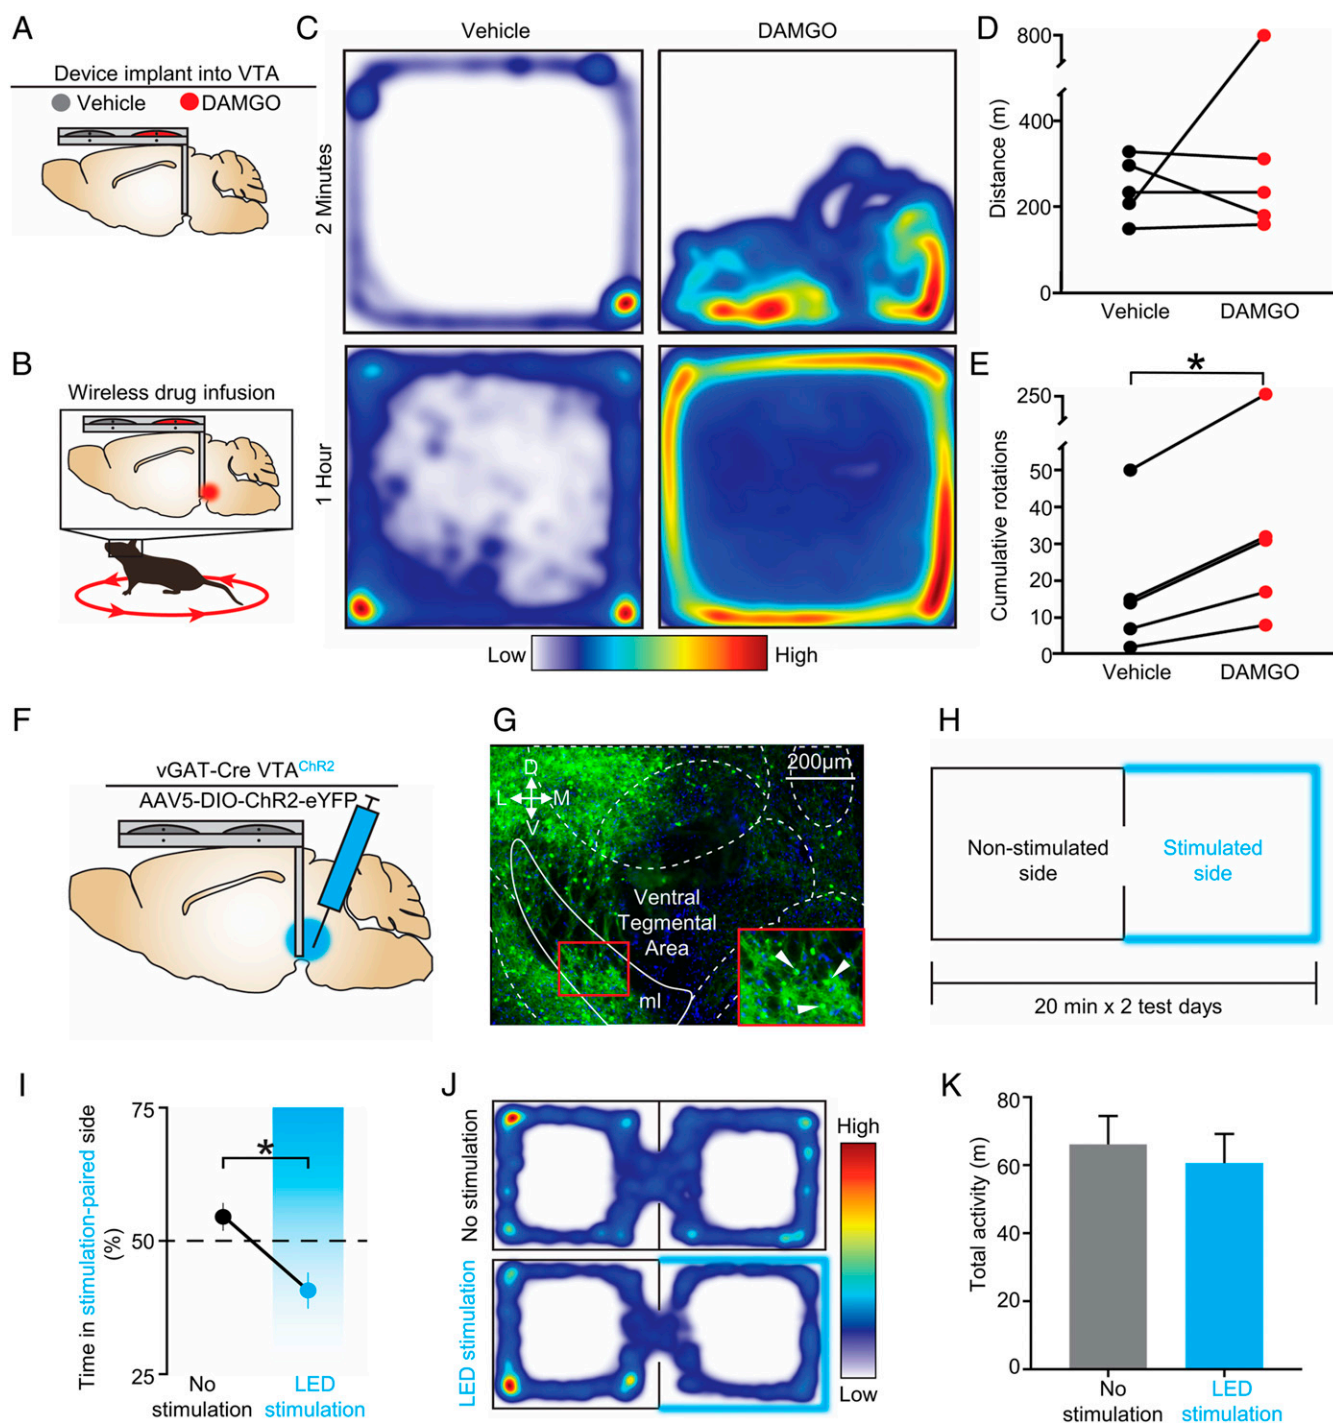 A
Device implant into VTA
Vehicle
DAMGO
B
Wireless drug infusion
C
Vehicle
DAMGO
2 Minutes
1 Hour
Low
High
D
Distance (m)
800
400
200
0
Vehicle
DAMGO
E
*
Cumulative rotations
250
50
40
30
20
10
0
Vehicle
DAMGO
F
vGAT-Cre VTAChR2
AAV5-DIO-ChR2-eYFP
G
D
L
M
V
200µm
Ventral
Tegmental
Area
ml
H
Non-stimulated
side
Stimulated
side
20 min x 2 test days
I
Time in stimulation-paired side
(%)
75
50
25
*
No
stimulation
LED
stimulation
J
No stimulation
LED stimulation
High
Low
K
Total activity (m)
80
60
40
20
0
No
stimulation
LED
stimulation